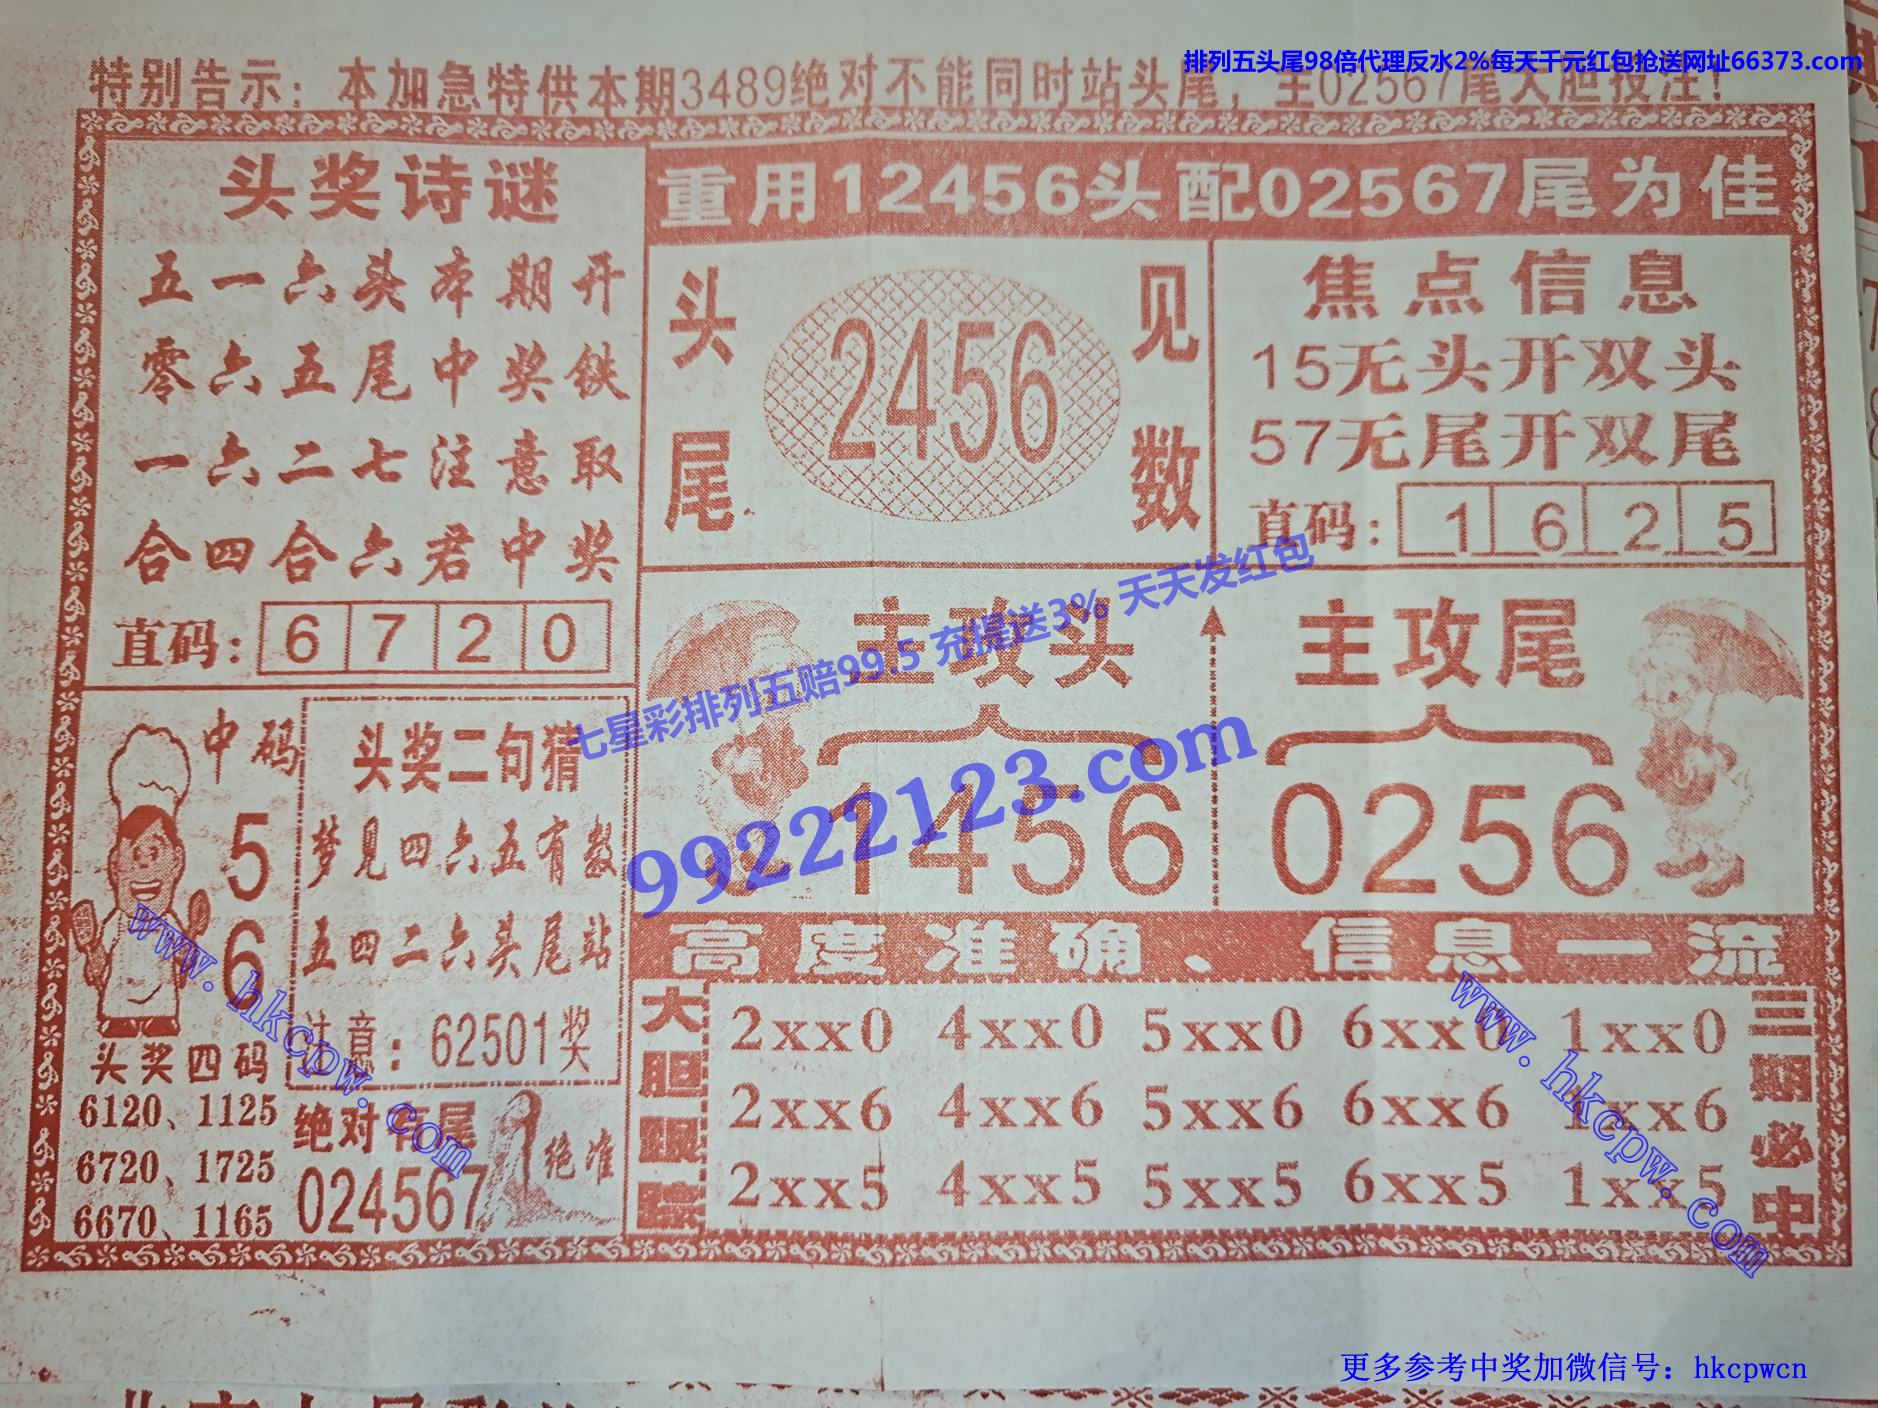 排列五头尾98倍代理反水2%每天千元红包抢送网址66373.com
特别告示：本加急特供本期3489绝对不能同时站头尾，主02567尾大胆投注！
头奖诗谜
五一六头本期开
零六五尾中奖铁
一六二七注意取
合四合六君中奖
直码：6720
重用12456头配02567尾为佳
头尾
2456
见数
焦点信息
15无头开双头
57无尾开双尾
直码：1625
中码
5
6
头奖四码
6120、1125
6720、1725
6670、1165
头奖二句猜
梦见四六五有数
五四二六头尾站
注意：62501奖
绝对有尾
024567
绝准
主攻头
1456
主攻尾
0256
七星彩排列五赔99.5 充提送3% 天天发红包
99222123.com
高度准确、信息一流
大胆跟踪
2xx0 4xx0 5xx0 6xx0 1xx0
2xx6 4xx6 5xx6 6xx6 1xx6
2xx5 4xx5 5xx5 6xx5 1xx5
三期必中
www.hkcpw.com
www.hkcpw.com
更多参考中奖加微信号：hkcpwcn